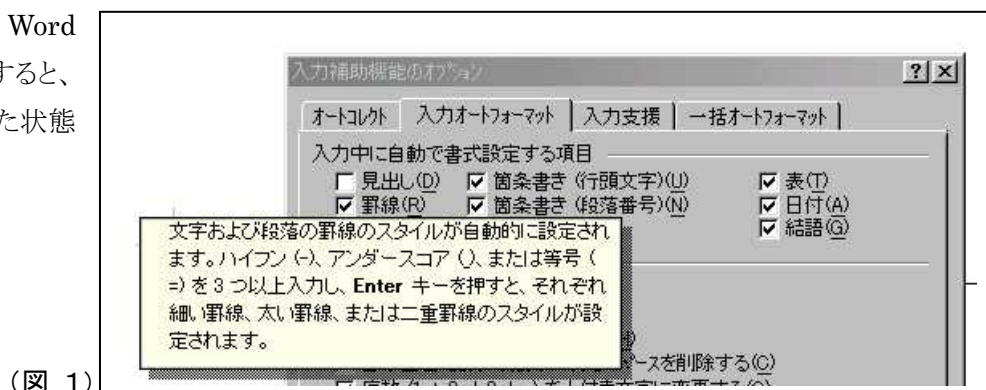 Word
すると、
た状態
入力補助機能のオプション
オートコレクト 入力オートフォーマット 入力支援 一括オートフォーマット
入力中に自動で書式設定する項目
見出し(D) 箇条書き (行頭文字)(U) 表(T)
罫線(R) 箇条書き (段落番号)(N) 日付(A)
結語(G)
文字および段落の罫線のスタイルが自動的に設定され
ます。ハイフン (-)、アンダースコア (_)、または等号 (
=) を 3 つ以上入力し、Enter キーを押すと、それぞれ
細い罫線、太い罫線、または二重罫線のスタイルが設
定されます。
ースを削除する(C)
(図 1)